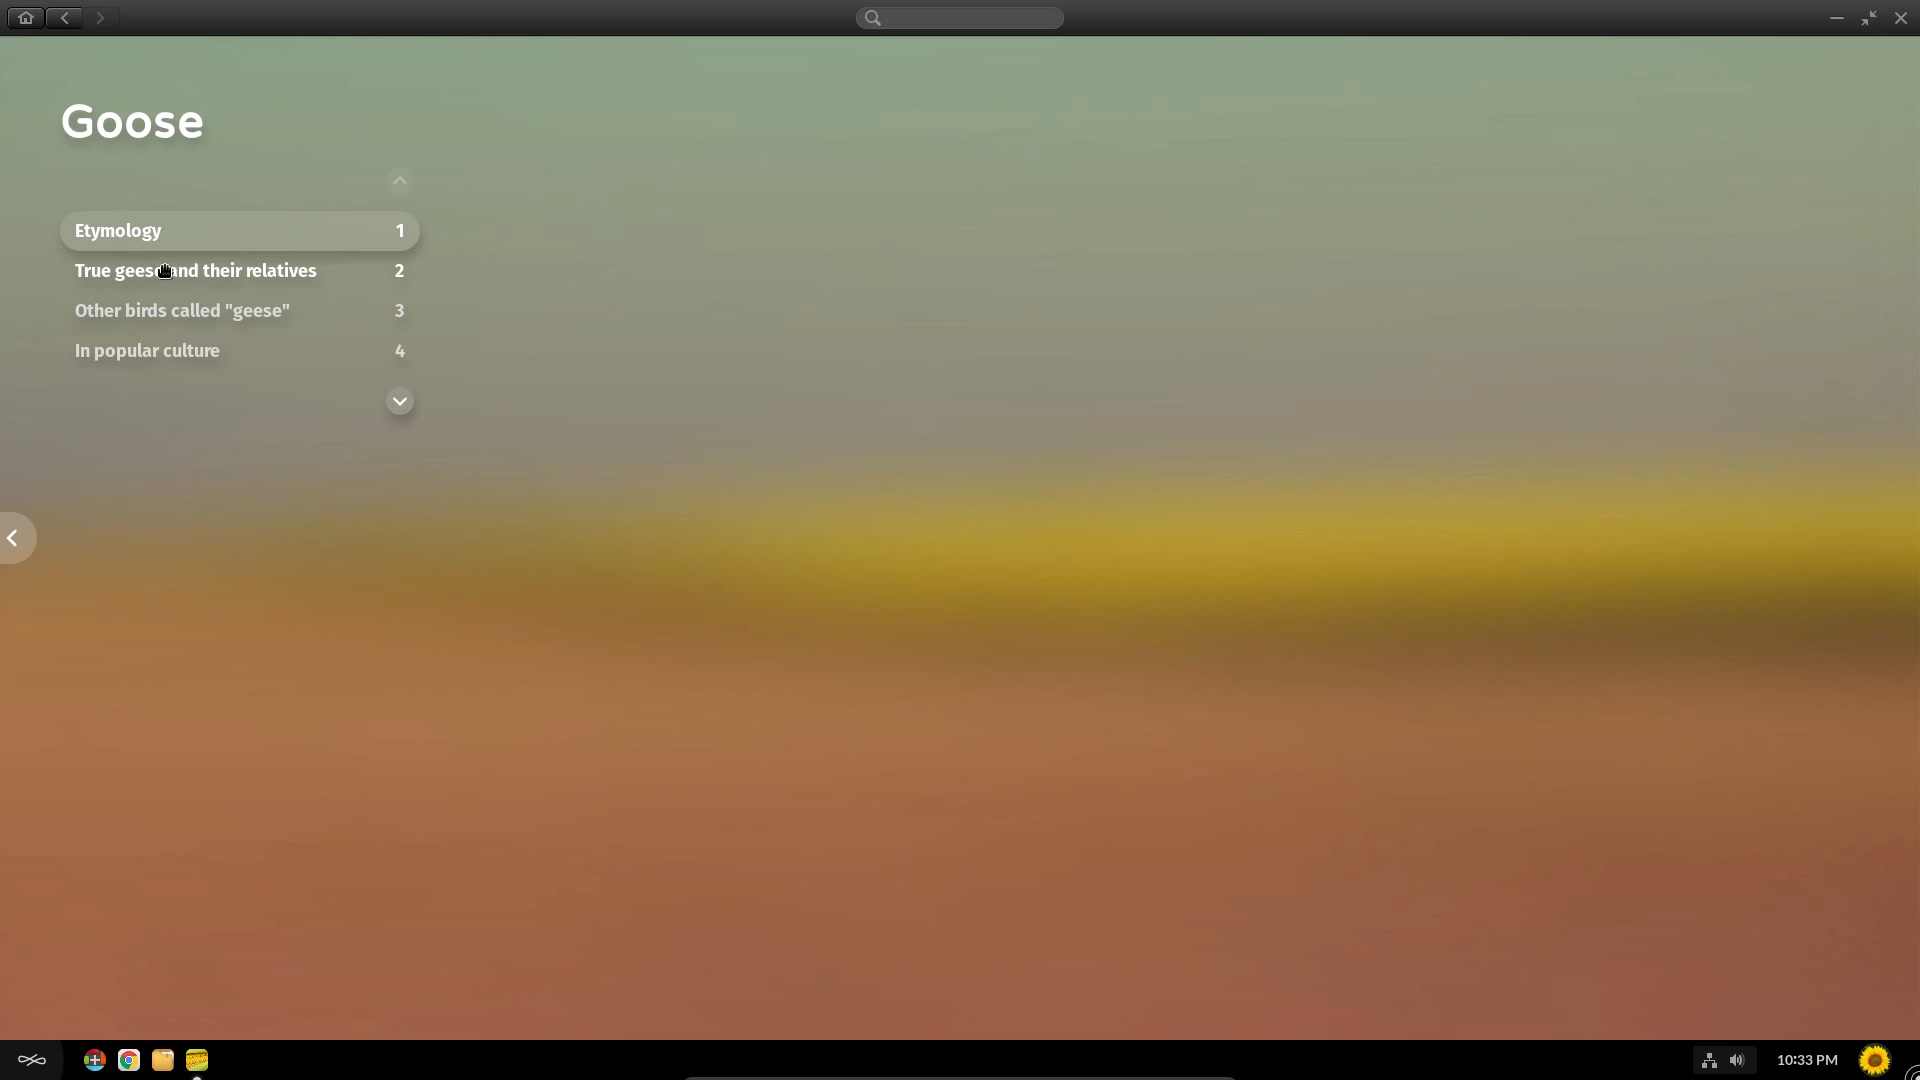 Goose
Etymology 1
True geese and their relatives 2
Other birds called "geese" 3
In popular culture 4
10:33 PM